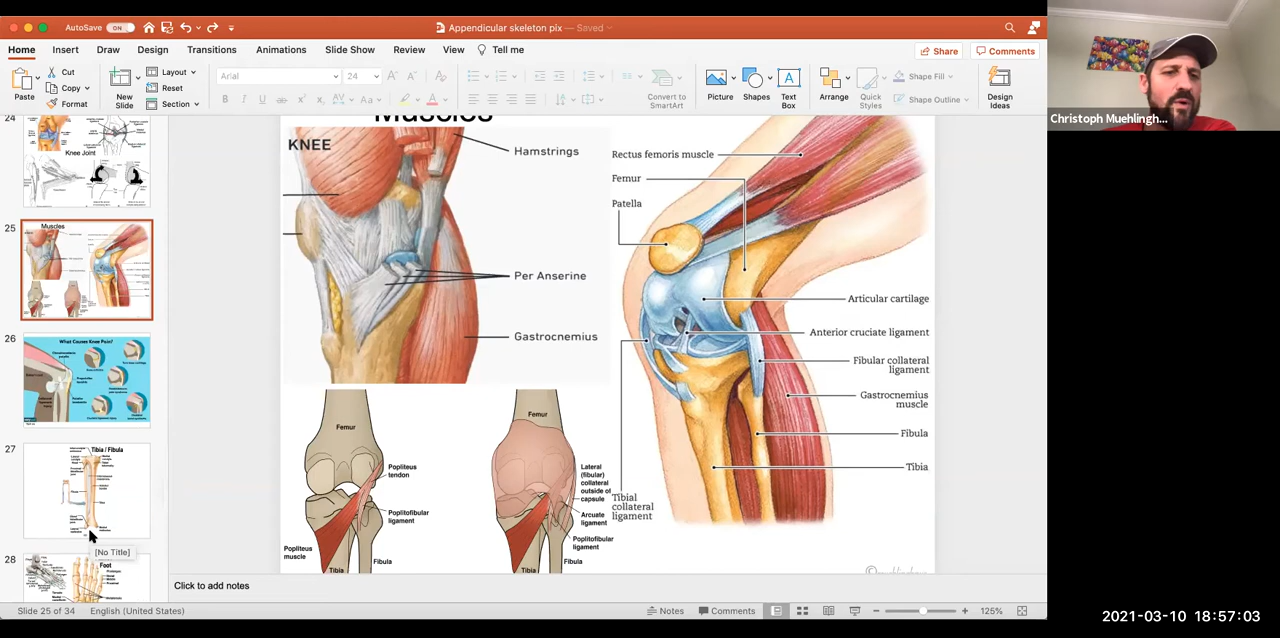 AutoSave ON
Appendicular skeleton pix — Saved
Home Insert Draw Design Transitions Animations Slide Show Review View Tell me
Share Comments
Paste
Cut
Copy
Format
New
Slide
Layout
Reset
Section
Arial 24
Convert to
SmartArt
Picture
Shapes
Text
Box
Arrange
Quick
Styles
Shape Fill
Shape Outline
Design
Ideas
Christoph Muehlingh...
24
Knee Joint
25
Muscles
26
What Causes Knee Pain?
27
Tibia / Fibula
[No Title]
28
Foot
Muscles
KNEE
Hamstrings
Per Anserine
Gastrocnemius
Rectus femoris muscle
Femur
Patella
Articular cartilage
Anterior cruciate ligament
Fibular collateral
ligament
Gastrocnemius
muscle
Fibula
Tibia
Tibial
collateral
ligament
Femur
Popliteus
tendon
Poplitofibular
ligament
Popliteus
muscle
Tibia
Fibula
Femur
Lateral
(fibular)
collateral
outside of
capsule
Arcuate
ligament
Poplitofibular
ligament
Tibia
Fibula
Click to add notes
Slide 25 of 34 English (United States)
Notes Comments 125%
2021-03-10 18:57:03